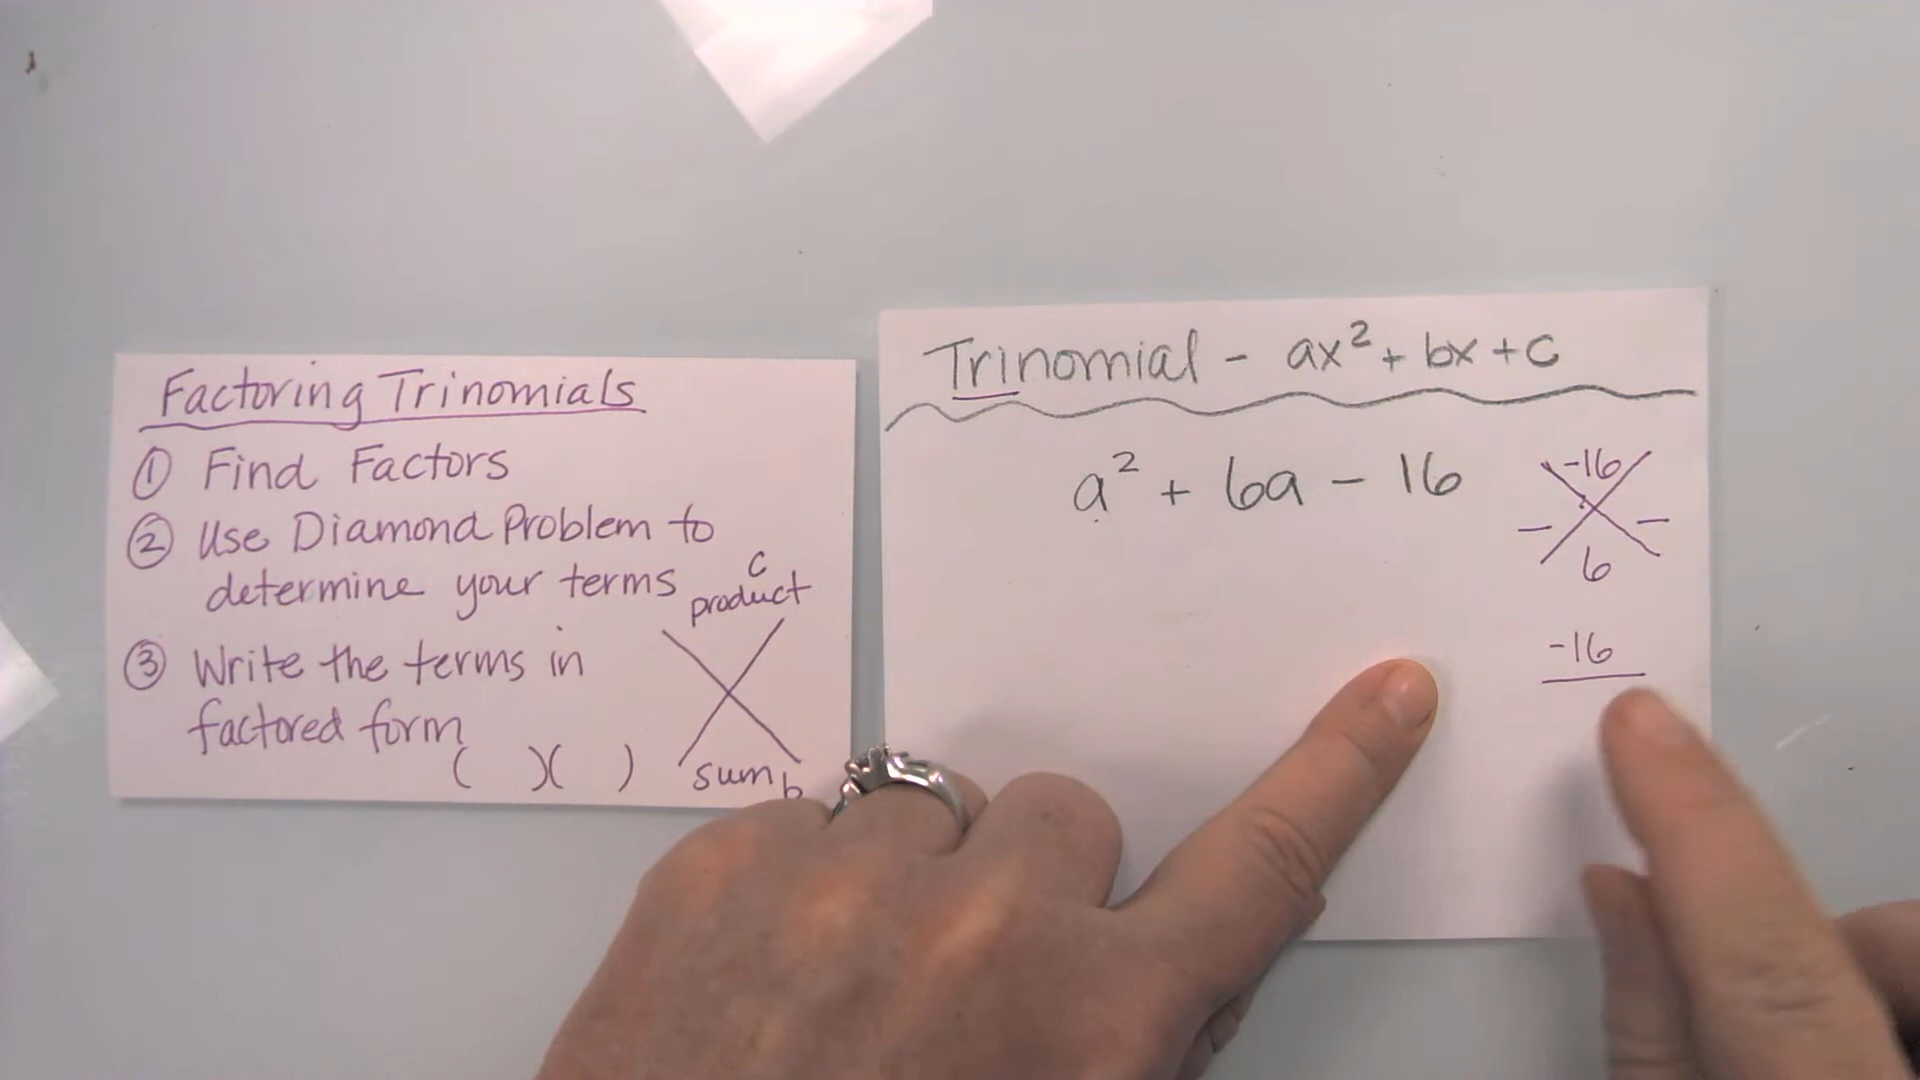 Factoring Trinomials
① Find Factors
② Use Diamond Problem to
determine your terms
c
product
③ Write the terms in
factored form
( )( )
sum b
Trinomial - ax² + bx + c
a² + 6a - 16
-16
6
-16